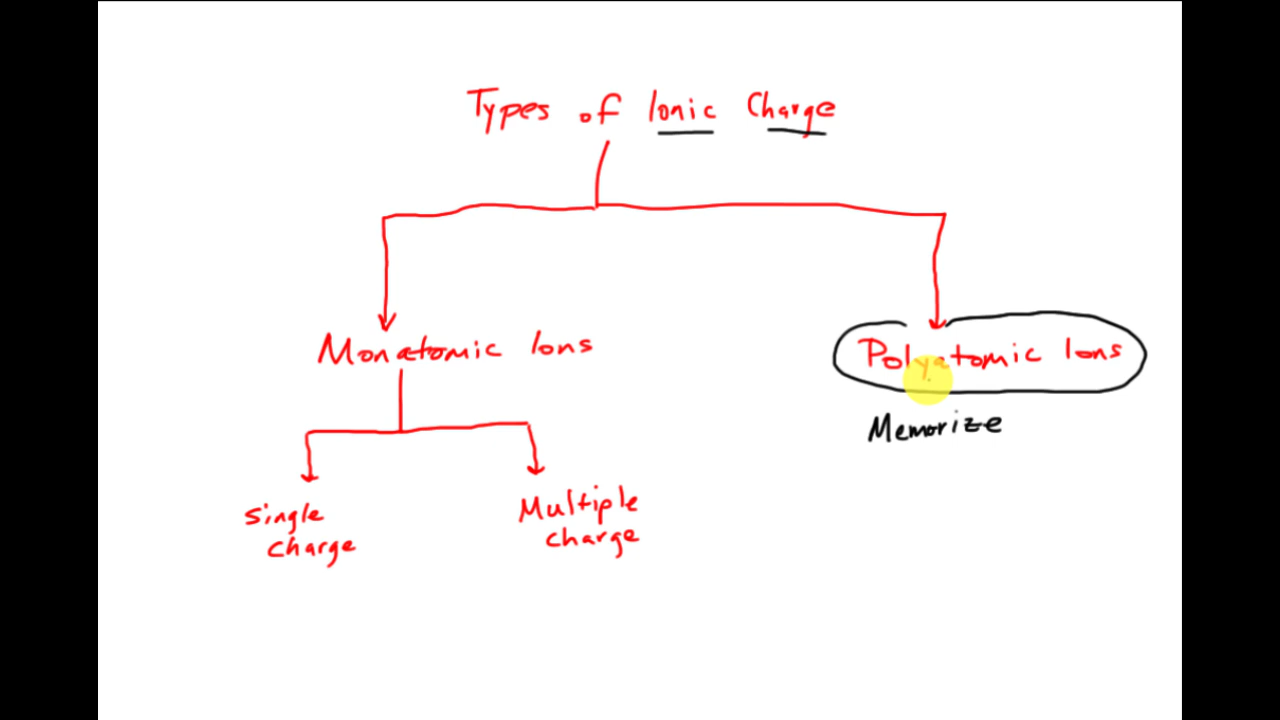 Types of Ionic Charge
Monatomic Ions
Polyatomic Ions
Memorize
Single
charge
Multiple
charge